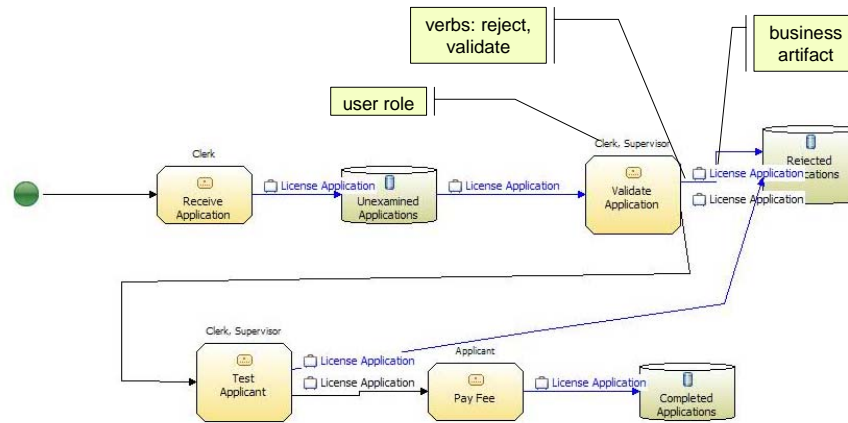 verbs: reject,
validate
business
artifact
user role
Clerk
Clerk, Supervisor
Receive
Application
License Application
Unexamined
Applications
License Application
Validate
Application
License Application
License Application
Rejected
Clerk, Supervisor
Test
Applicant
License Application
License Application
Applicant
Pay Fee
License Application
Completed
Applications